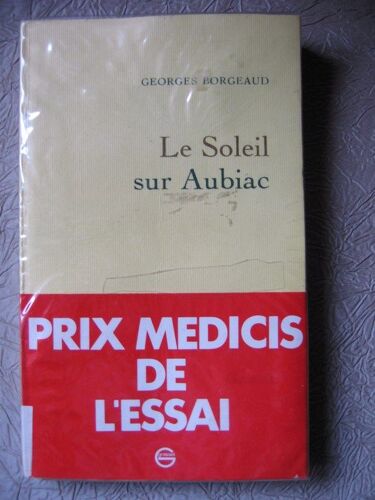 GEORGES BORGEAUD
Le Soleil
sur Aubiac
PRIX MEDICIS
DE
L'ESSAI